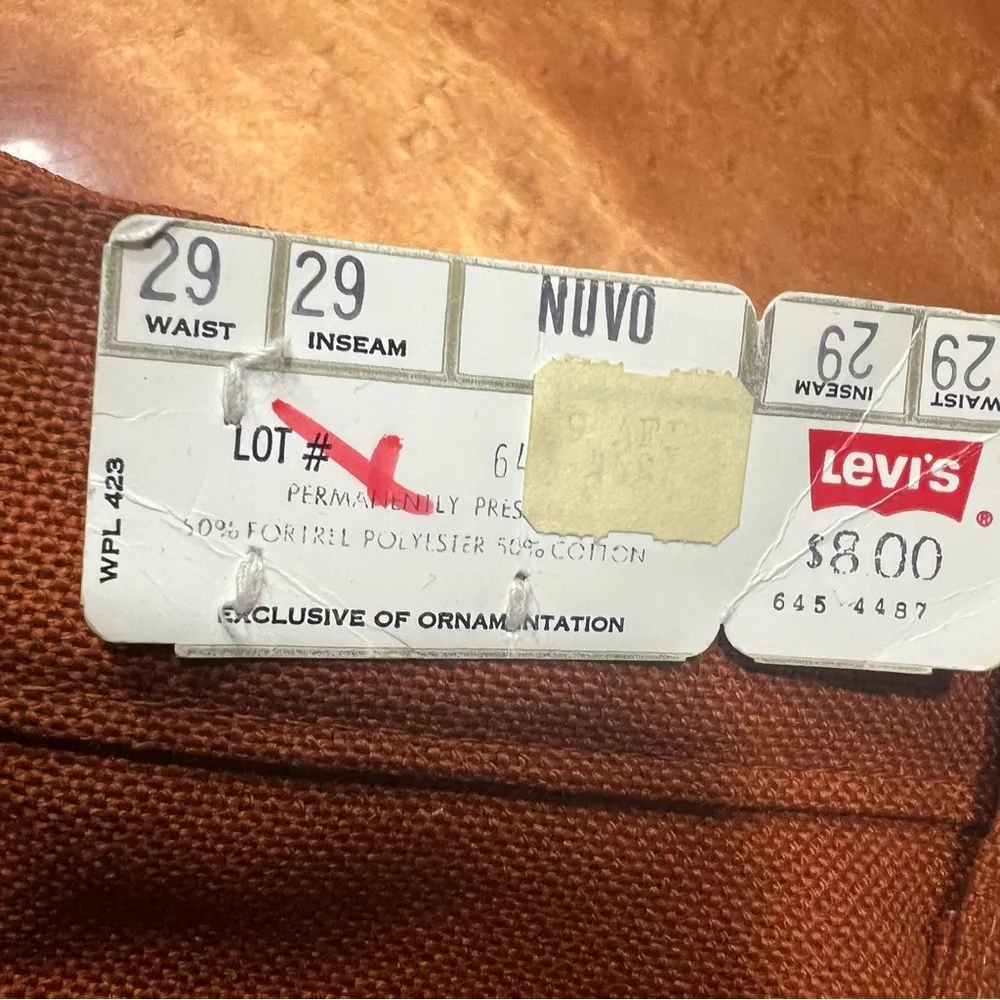 29 WAIST
29 INSEAM
NUVO
LOT # 64
PERMANENTLY PRES
50% FORTREL POLYESTER 50% COTTON
EXCLUSIVE OF ORNAMENTATION
WPL 423
29 INSEAM
29 WAIST
LEVI'S ®
$8.00
645 4487